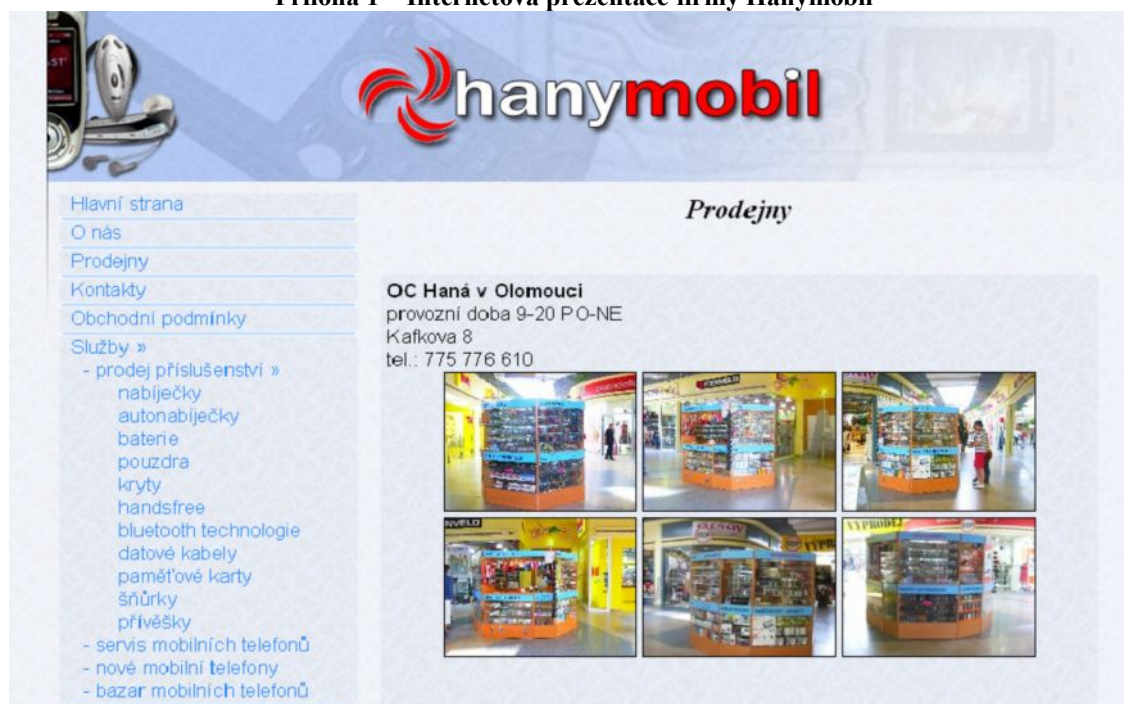 Příloha 1 – Internetová prezentace firmy Hanymobil
hanymobil
Hlavní strana
O nás
Prodejny
Kontakty
Obchodní podmínky
Služby »
- prodej příslušenství »
nabíječky
autonabíječky
baterie
pouzdra
kryty
handsfree
bluetooth technologie
datové kabely
paměťové karty
šňůrky
přívěšky
- servis mobilních telefonů
- nové mobilní telefony
- bazar mobilních telefonů
Prodejny
OC Haná v Olomouci
provozní doba 9-20 PO-NE
Kafkova 8
tel.: 775 776 610
KENVELO
VÝPRODEJ